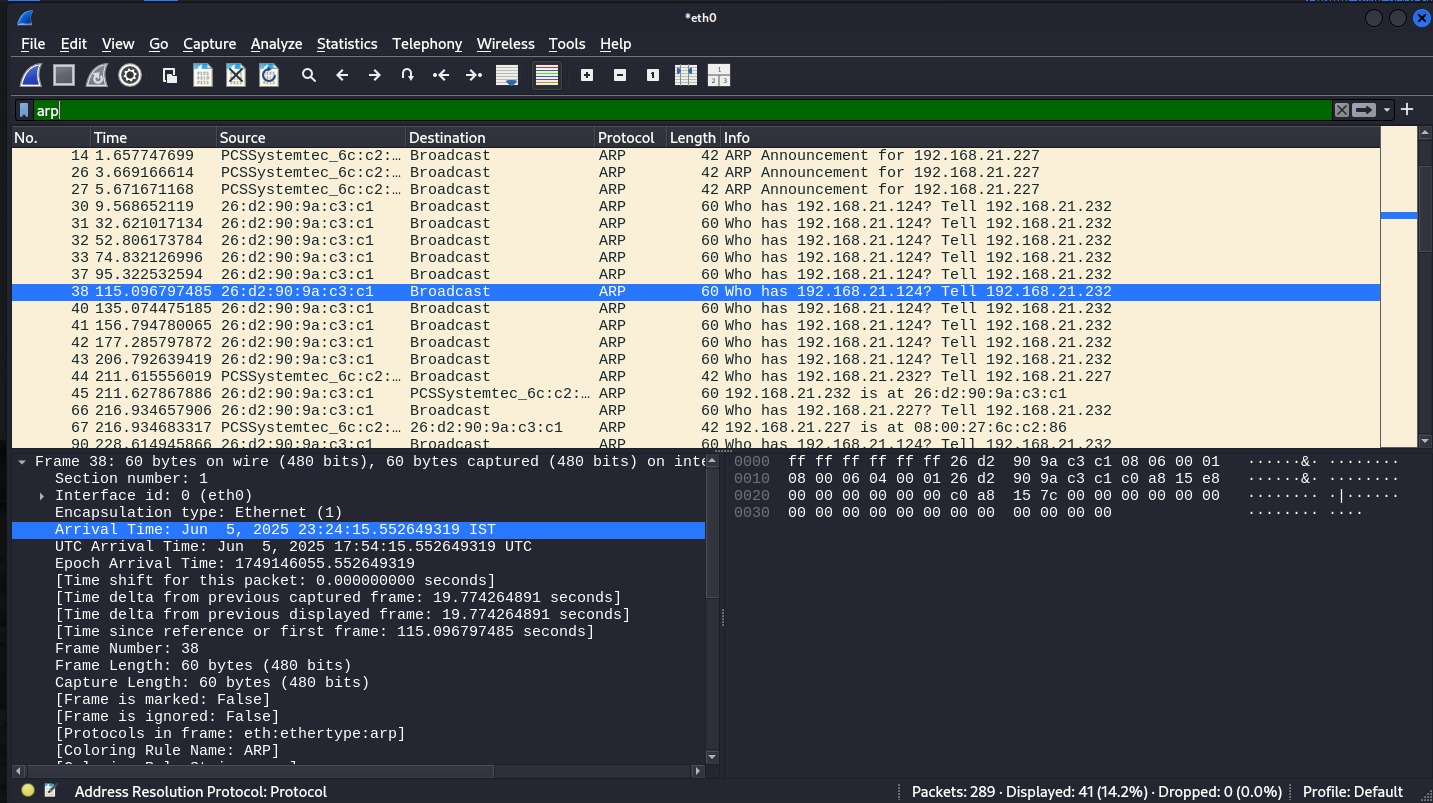 *eth0
File Edit View Go Capture Analyze Statistics Telephony Wireless Tools Help
arp
No. Time Source Destination Protocol Length Info
14 1.657747699 PCSSystemtec_6c:c2:… Broadcast ARP 42 ARP Announcement for 192.168.21.227
26 3.669166614 PCSSystemtec_6c:c2:… Broadcast ARP 42 ARP Announcement for 192.168.21.227
27 5.671671168 PCSSystemtec_6c:c2:… Broadcast ARP 42 ARP Announcement for 192.168.21.227
30 9.568652119 26:d2:90:9a:c3:c1 Broadcast ARP 60 Who has 192.168.21.124? Tell 192.168.21.232
31 32.621017134 26:d2:90:9a:c3:c1 Broadcast ARP 60 Who has 192.168.21.124? Tell 192.168.21.232
32 52.806173784 26:d2:90:9a:c3:c1 Broadcast ARP 60 Who has 192.168.21.124? Tell 192.168.21.232
33 74.832126996 26:d2:90:9a:c3:c1 Broadcast ARP 60 Who has 192.168.21.124? Tell 192.168.21.232
37 95.322532594 26:d2:90:9a:c3:c1 Broadcast ARP 60 Who has 192.168.21.124? Tell 192.168.21.232
38 115.096797485 26:d2:90:9a:c3:c1 Broadcast ARP 60 Who has 192.168.21.124? Tell 192.168.21.232
40 135.074475185 26:d2:90:9a:c3:c1 Broadcast ARP 60 Who has 192.168.21.124? Tell 192.168.21.232
41 156.794780065 26:d2:90:9a:c3:c1 Broadcast ARP 60 Who has 192.168.21.124? Tell 192.168.21.232
42 177.285797872 26:d2:90:9a:c3:c1 Broadcast ARP 60 Who has 192.168.21.124? Tell 192.168.21.232
43 206.792639419 26:d2:90:9a:c3:c1 Broadcast ARP 60 Who has 192.168.21.124? Tell 192.168.21.232
44 211.615556019 PCSSystemtec_6c:c2:… Broadcast ARP 42 Who has 192.168.21.232? Tell 192.168.21.227
45 211.627867886 26:d2:90:9a:c3:c1 PCSSystemtec_6c:c2:… ARP 60 192.168.21.232 is at 26:d2:90:9a:c3:c1
66 216.934657906 26:d2:90:9a:c3:c1 Broadcast ARP 60 Who has 192.168.21.227? Tell 192.168.21.232
67 216.934683317 PCSSystemtec_6c:c2:… 26:d2:90:9a:c3:c1 ARP 42 192.168.21.227 is at 08:00:27:6c:c2:86
90 228.614945866 26:d2:90:9a:c3:c1 Broadcast ARP 60 Who has 192.168.21.124? Tell 192.168.21.232
Frame 38: 60 bytes on wire (480 bits), 60 bytes captured (480 bits) on inte
Section number: 1
Interface id: 0 (eth0)
Encapsulation type: Ethernet (1)
Arrival Time: Jun  5, 2025 23:24:15.552649319 IST
UTC Arrival Time: Jun  5, 2025 17:54:15.552649319 UTC
Epoch Arrival Time: 1749146055.552649319
[Time shift for this packet: 0.000000000 seconds]
[Time delta from previous captured frame: 19.774264891 seconds]
[Time delta from previous displayed frame: 19.774264891 seconds]
[Time since reference or first frame: 115.096797485 seconds]
Frame Number: 38
Frame Length: 60 bytes (480 bits)
Capture Length: 60 bytes (480 bits)
[Frame is marked: False]
[Frame is ignored: False]
[Protocols in frame: eth:ethertype:arp]
[Coloring Rule Name: ARP]
0000 ff ff ff ff ff ff 26 d2 90 9a c3 c1 08 06 00 01 ······&· ········
0010 08 00 06 04 00 01 26 d2 90 9a c3 c1 c0 a8 15 e8 ······&· ········
0020 00 00 00 00 00 00 c0 a8 15 7c 00 00 00 00 00 00 ········ ·|······
0030 00 00 00 00 00 00 00 00 00 00 00 00 ········ ····
Address Resolution Protocol: Protocol
Packets: 289 · Displayed: 41 (14.2%) · Dropped: 0 (0.0%)
Profile: Default